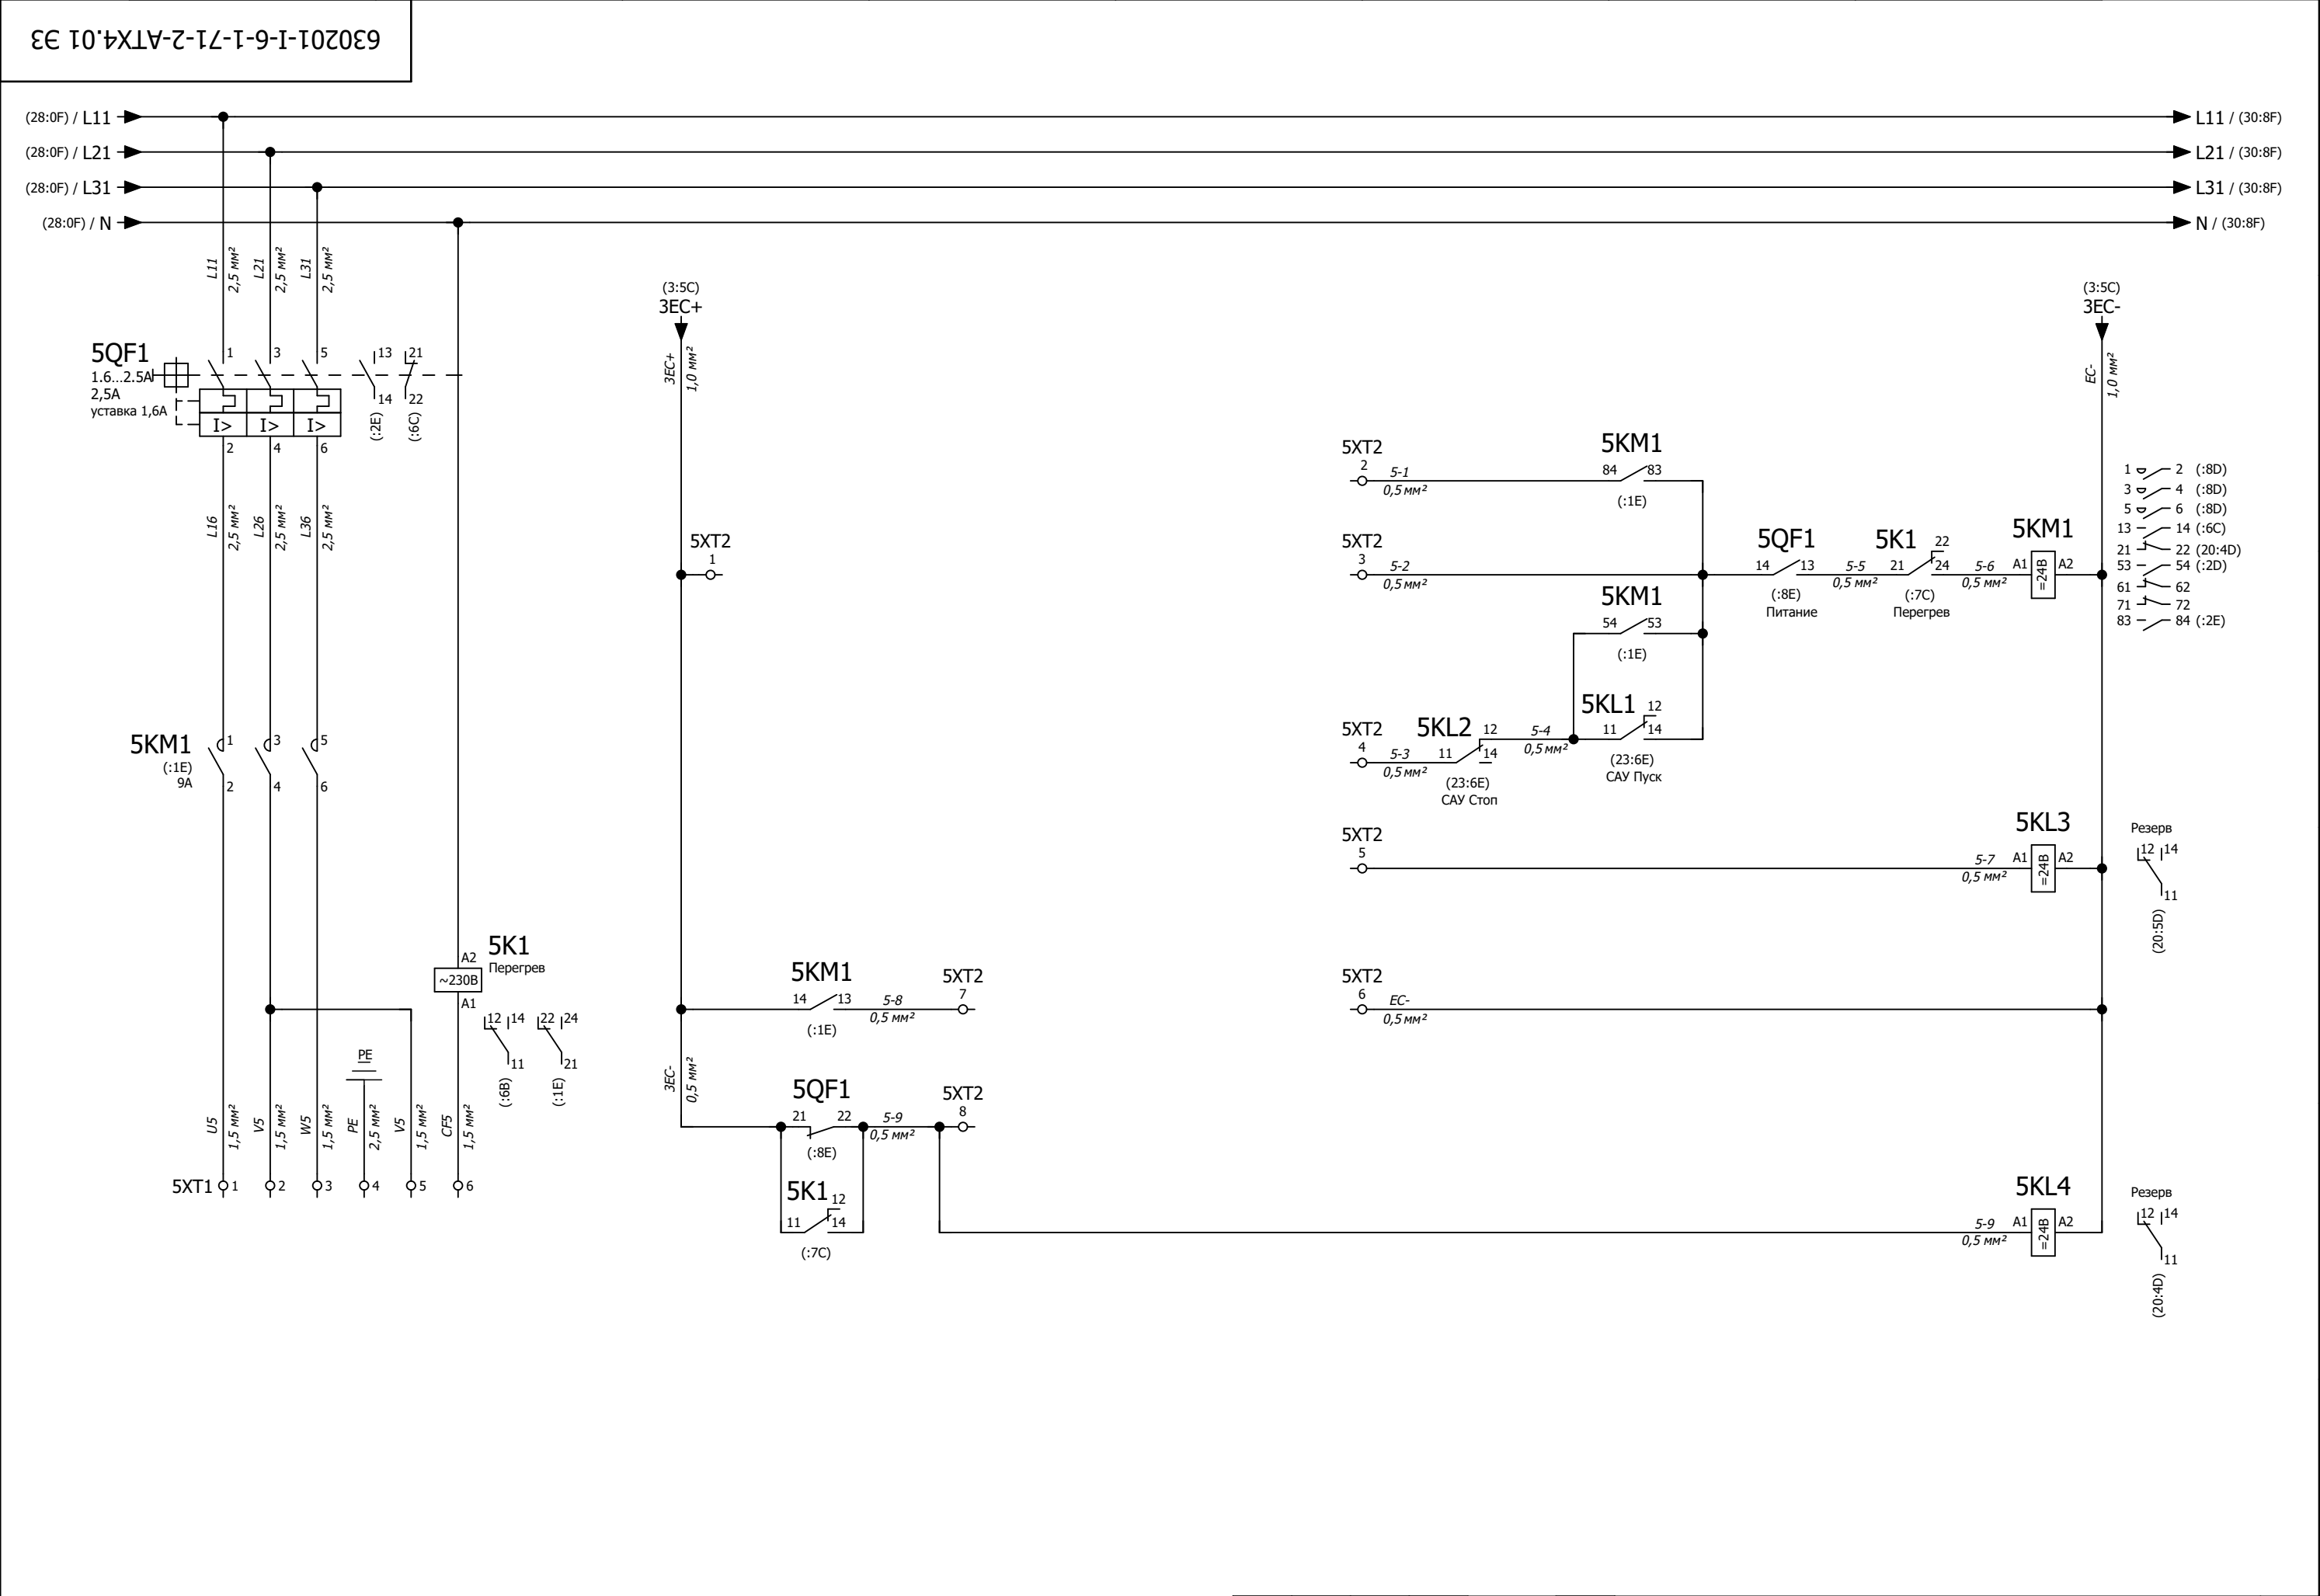 630201-I-6-1-71-2-АТХ4.01 Э3
(28:0F) / L11
L11 / (30:8F)
(28:0F) / L21
L21 / (30:8F)
(28:0F) / L31
L31 / (30:8F)
(28:0F) / N
N / (30:8F)
L11
2,5 мм²
L21
2,5 мм²
L31
2,5 мм²
5QF1
1.6...2.5A
2,5А
уставка 1,6А
1
3
5
13
21
14
22
(:2E)
(:6C)
I>
I>
I>
2
4
6
L16
2,5 мм²
L26
2,5 мм²
L36
2,5 мм²
5KM1
(:1E)
9А
1
3
5
2
4
6
5K1
Перегрев
A2
~230В
A1
12
14
22
24
11
21
(:6B)
(:1E)
PE
U5
1,5 мм²
V5
1,5 мм²
W5
1,5 мм²
PE
2,5 мм²
V5
1,5 мм²
CF5
1,5 мм²
5XT1
1
2
3
4
5
6
(3:5C)
3EC+
3EC+
1,0 мм²
5XT2
1
5KM1
14
13
(:1E)
5-8
0,5 мм²
5XT2
7
3EC-
0,5 мм²
5QF1
21
22
(:8E)
5-9
0,5 мм²
5XT2
8
5K1
12
11
14
(:7C)
(3:5C)
3EC-
EC-
1,0 мм²
5XT2
2
5-1
0,5 мм²
5KM1
84
83
(:1E)
5XT2
3
5-2
0,5 мм²
5QF1
14
13
(:8E)
Питание
5-5
0,5 мм²
5K1
22
21
24
(:7C)
Перегрев
5-6
0,5 мм²
5KM1
A1
=24В
A2
1 2 (:8D)
3 4 (:8D)
5 6 (:8D)
13 14 (:6C)
21 22 (20:4D)
53 54 (:2D)
61 62
71 72
83 84 (:2E)
5KM1
54
53
(:1E)
5XT2
4
5-3
0,5 мм²
5KL2
12
11
14
(23:6E)
САУ Стоп
5-4
0,5 мм²
5KL1
12
11
14
(23:6E)
САУ Пуск
5XT2
5
5-7
0,5 мм²
5KL3
A1
=24В
A2
Резерв
12
14
11
(20:5D)
5XT2
6
EC-
0,5 мм²
5-9
0,5 мм²
5KL4
A1
=24В
A2
Резерв
12
14
11
(20:4D)